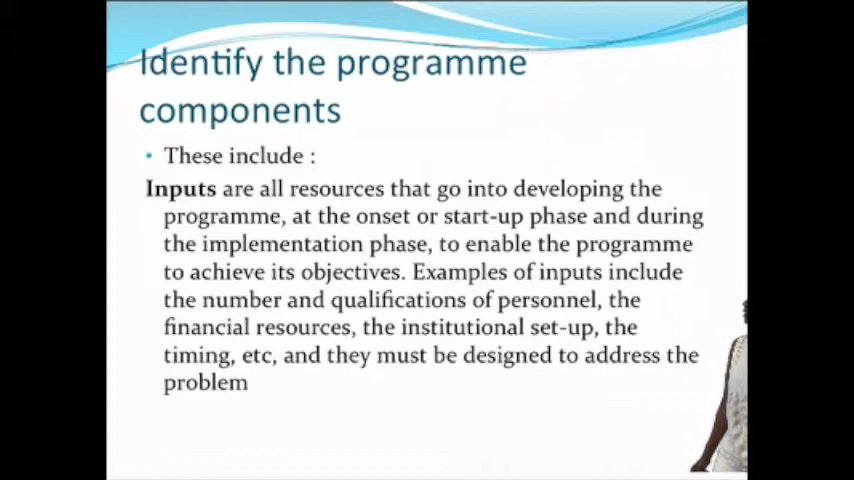 Identify the programme
components
• These include :
Inputs are all resources that go into developing the
programme, at the onset or start-up phase and during
the implementation phase, to enable the programme
to achieve its objectives. Examples of inputs include
the number and qualifications of personnel, the
financial resources, the institutional set-up, the
timing, etc, and they must be designed to address the
problem